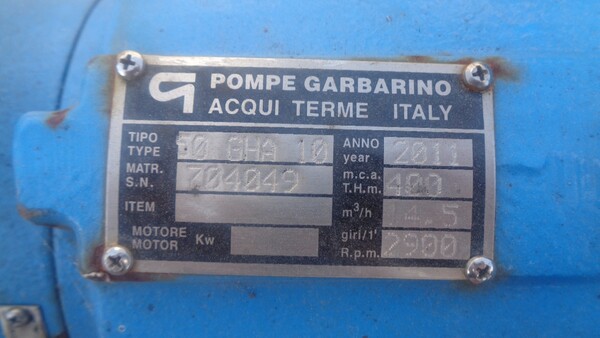 POMPE GARBARINO
ACQUI TERME ITALY
TIPO
TYPE 50 GHA 10
MATR.
S.N. 704049
ITEM
MOTORE
MOTOR Kw
ANNO
year 2011
m.c.a.
T.H.m. 400
m³/h 14.5
giri/1'
R.p.m. 2900